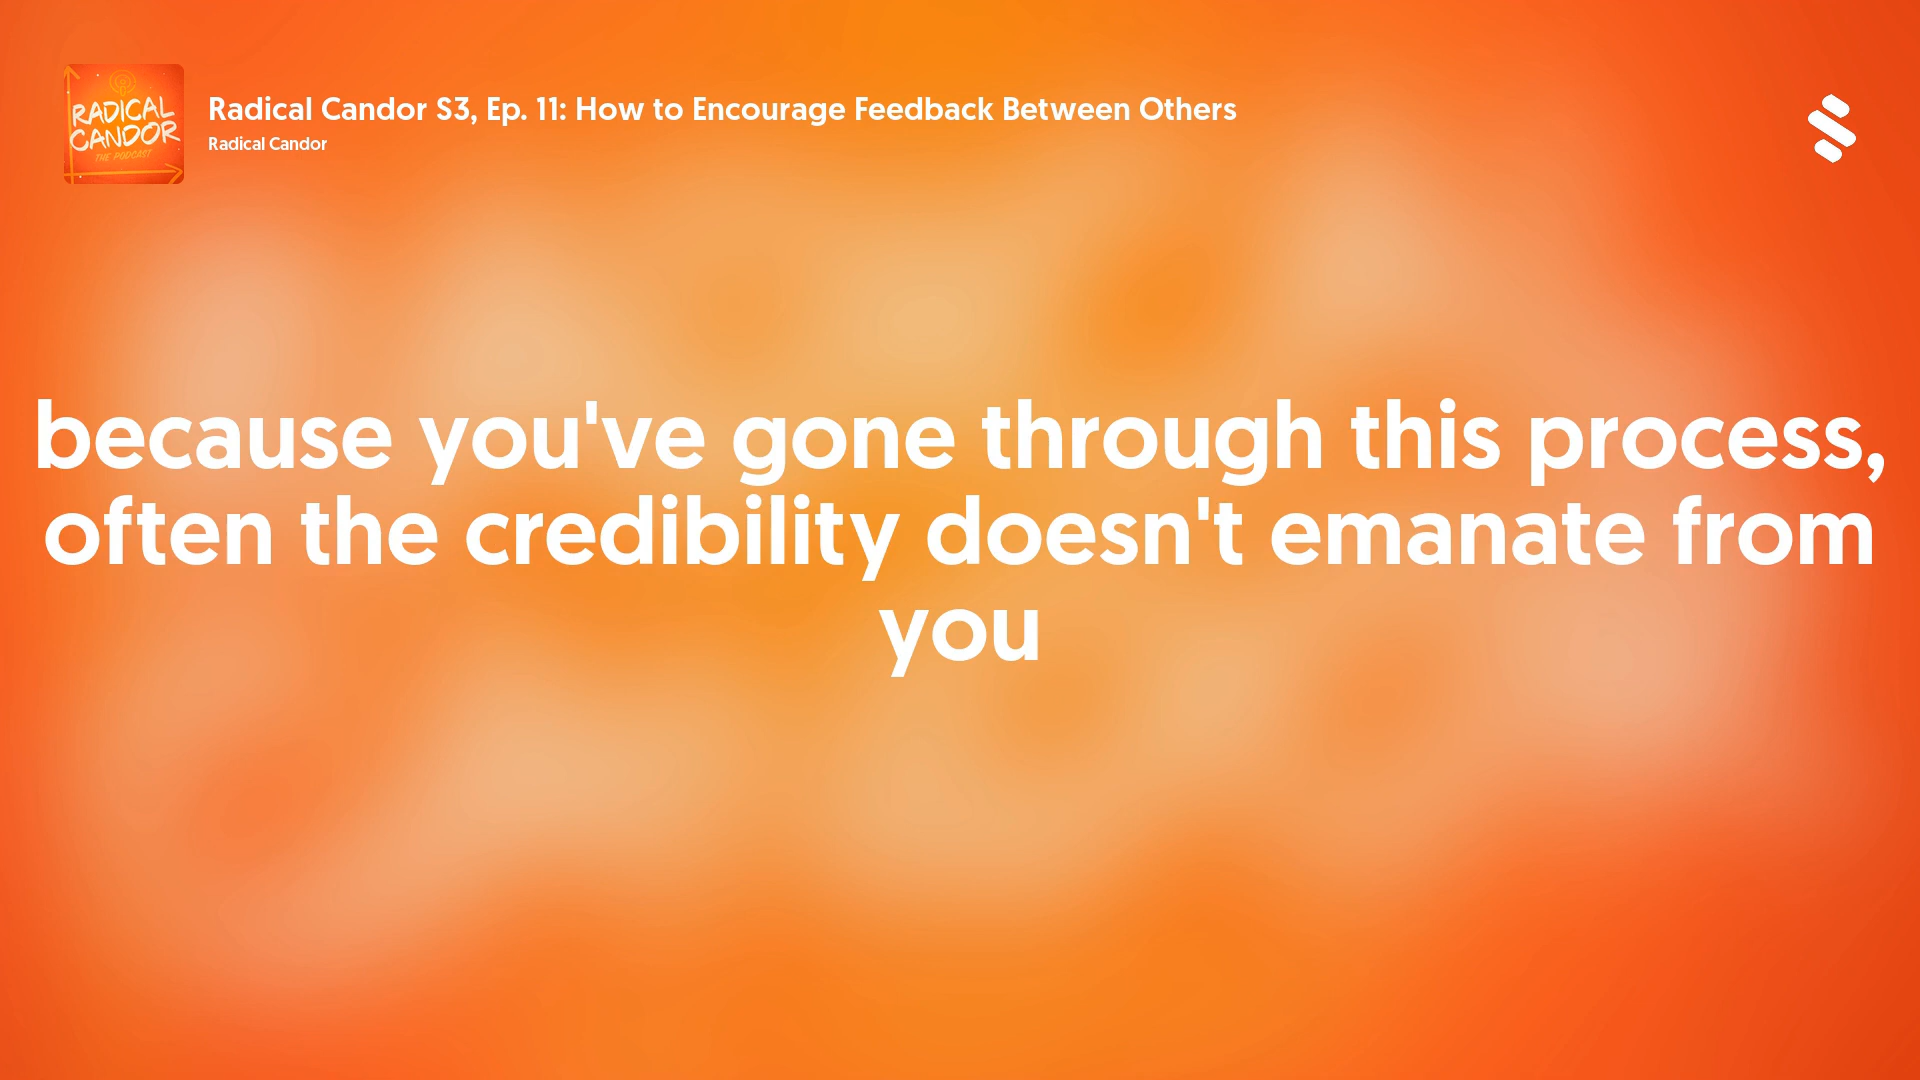 RADICAL
CANDOR
THE PODCAST
Radical Candor S3, Ep. 11: How to Encourage Feedback Between Others
Radical Candor
because you've gone through this process,
often the credibility doesn't emanate from
you